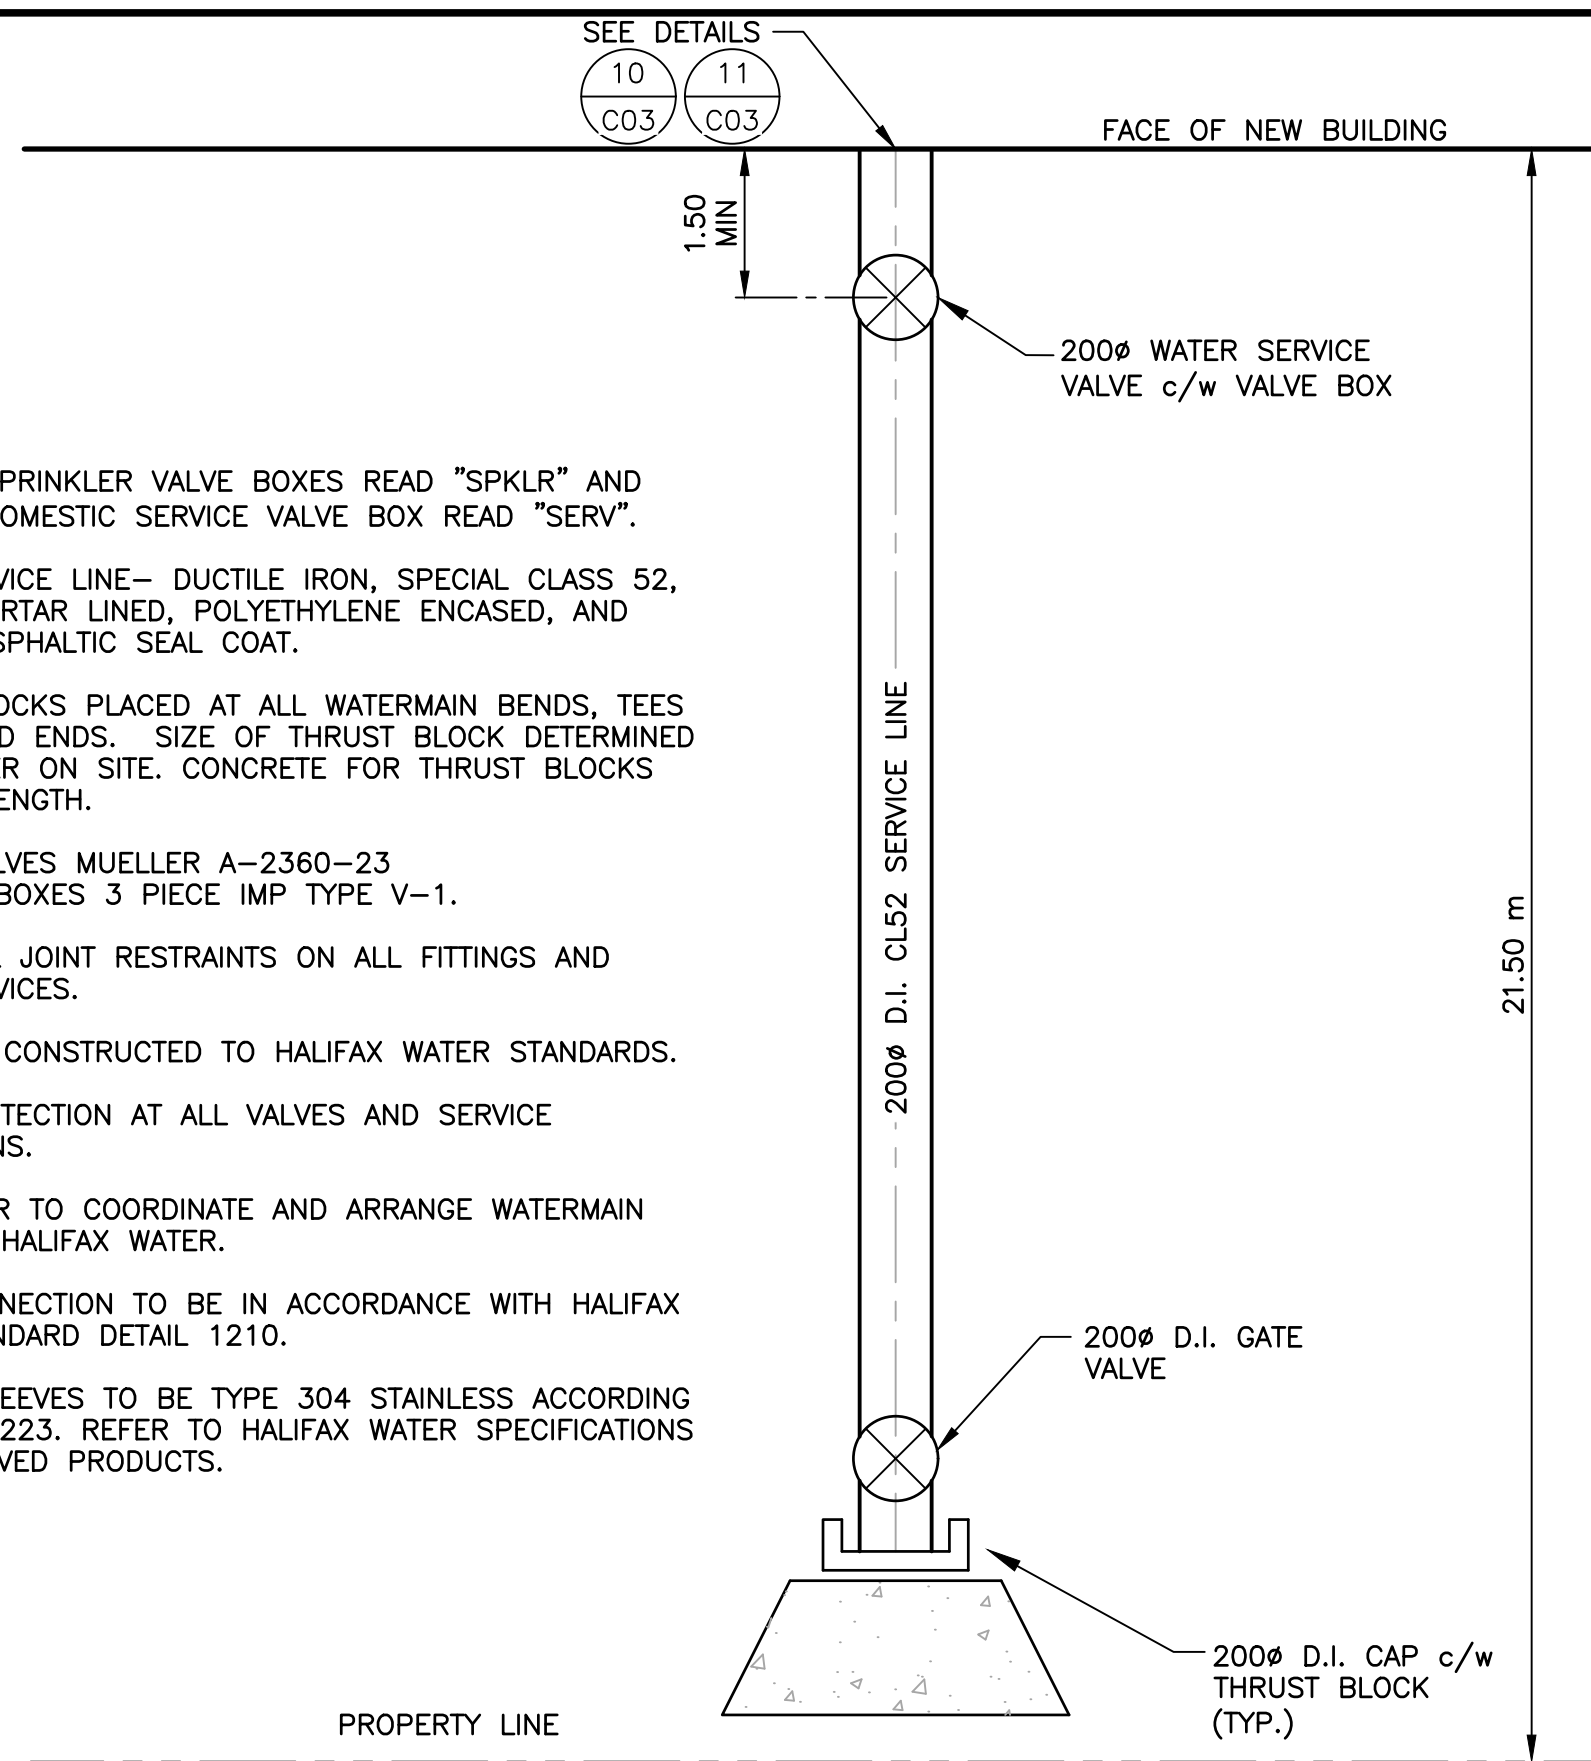 SEE DETAILS
10 11
C03 C03
FACE OF NEW BUILDING
1.50
MIN
200ø WATER SERVICE
VALVE c/w VALVE BOX
PRINKLER VALVE BOXES READ "SPKLR" AND
OMESTIC SERVICE VALVE BOX READ "SERV".
VICE LINE– DUCTILE IRON, SPECIAL CLASS 52,
RTAR LINED, POLYETHYLENE ENCASED, AND
SPHALTIC SEAL COAT.
OCKS PLACED AT ALL WATERMAIN BENDS, TEES
D ENDS. SIZE OF THRUST BLOCK DETERMINED
ER ON SITE. CONCRETE FOR THRUST BLOCKS
ENGTH.
LVES MUELLER A–2360–23
BOXES 3 PIECE IMP TYPE V–1.
JOINT RESTRAINTS ON ALL FITTINGS AND
VICES.
CONSTRUCTED TO HALIFAX WATER STANDARDS.
TECTION AT ALL VALVES AND SERVICE
NS.
R TO COORDINATE AND ARRANGE WATERMAIN
HALIFAX WATER.
NECTION TO BE IN ACCORDANCE WITH HALIFAX
NDARD DETAIL 1210.
EEVES TO BE TYPE 304 STAINLESS ACCORDING
223. REFER TO HALIFAX WATER SPECIFICATIONS
VED PRODUCTS.
200ø D.I. CL52 SERVICE LINE
21.50 m
200ø D.I. GATE
VALVE
200ø D.I. CAP c/w
THRUST BLOCK
(TYP.)
PROPERTY LINE